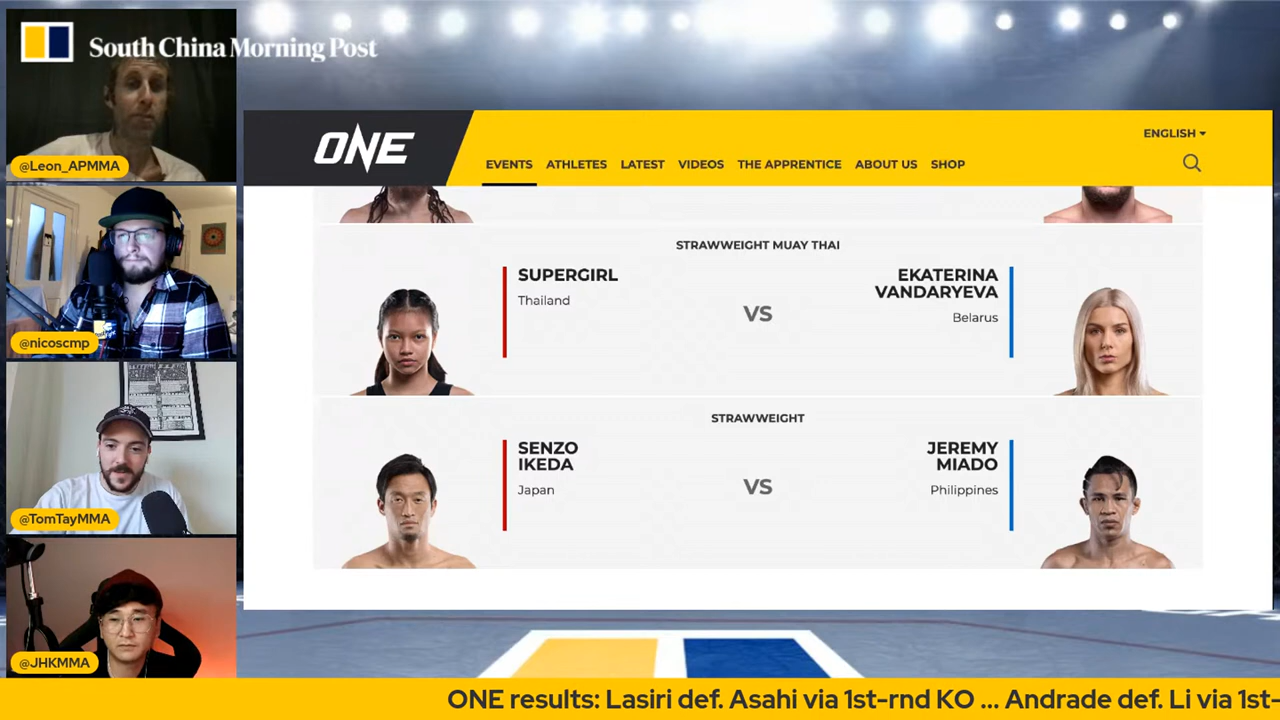 South China Morning Post
@Leon_APMMA
@nicoscmp
@TomTayMMA
@JHKMMA
ONE
ENGLISH
EVENTS ATHLETES LATEST VIDEOS THE APPRENTICE ABOUT US SHOP
STRAWWEIGHT MUAY THAI
SUPERGIRL
Thailand
VS
EKATERINA
VANDARYEVA
Belarus
STRAWWEIGHT
SENZO
IKEDA
Japan
VS
JEREMY
MIADO
Philippines
ONE results: Lasiri def. Asahi via 1st-rnd KO ... Andrade def. Li via 1st-